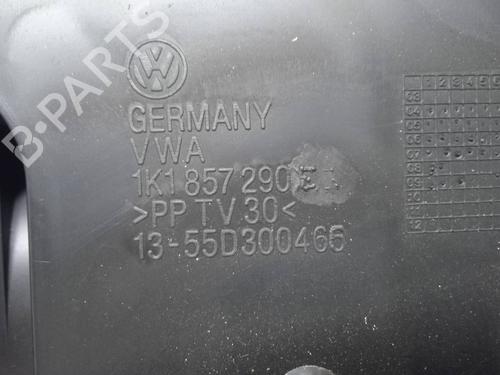 B-PARTS
GERMANY
VWA
1K1 857 290
>PP TV 30<
13-55D300465